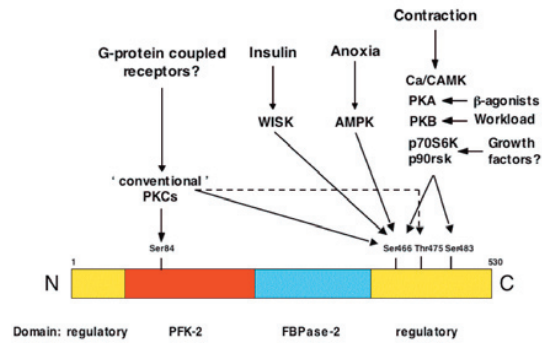 Contraction
G-protein coupled
receptors?
Insulin
Anoxia
Ca/CAMK
PKA
β-agonists
WISK
AMPK
PKB
Workload
p70S6K
p90rsk
Growth
factors?
' conventional '
PKCs
Ser84
Ser466 Thr475 Ser483
1
530
N
C
Domain: regulatory PFK-2 FBPase-2 regulatory